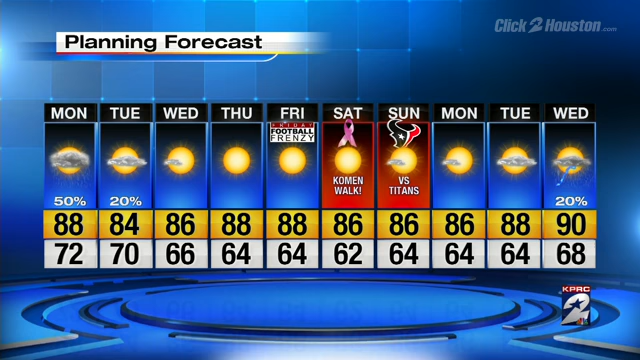 Click2Houston.com
Planning Forecast
MON TUE WED THU FRI SAT SUN MON TUE WED
FRIDAY
FOOTBALL
FRENZY
KOMEN
WALK!
VS
TITANS
50% 20% 20%
88 84 86 88 88 86 86 86 88 90
72 70 66 64 64 62 64 64 64 68
KPRC
2